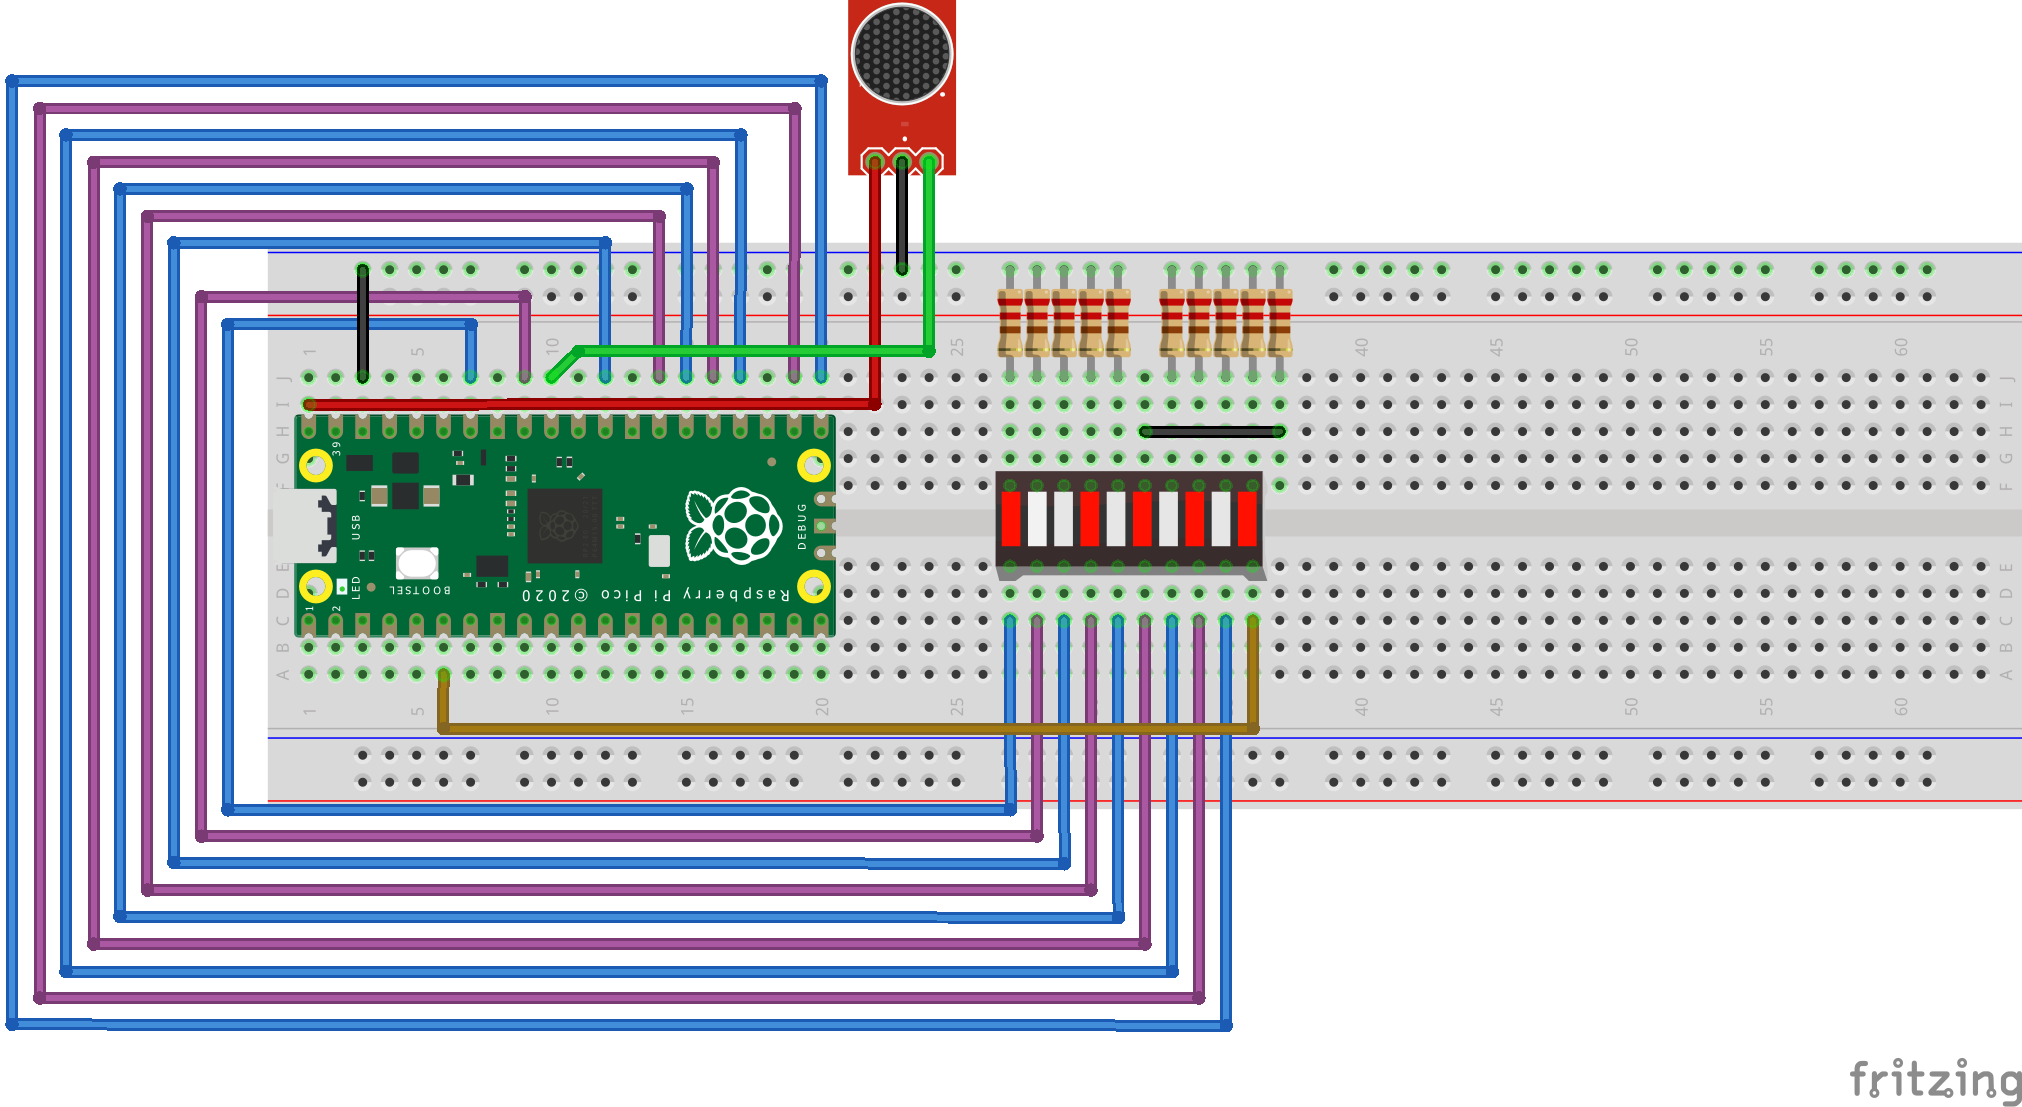 1 5 10 25 40 45 50 55 60
J J
I I
H H
G G
F F
39
USB
DEBUG
E E
LED
D D
1 2
BOOTSEL
Raspberry Pi Pico ©2020
C C
B B
A A
1 5 10 15 20 25 40 45 50 55 60
fritzing